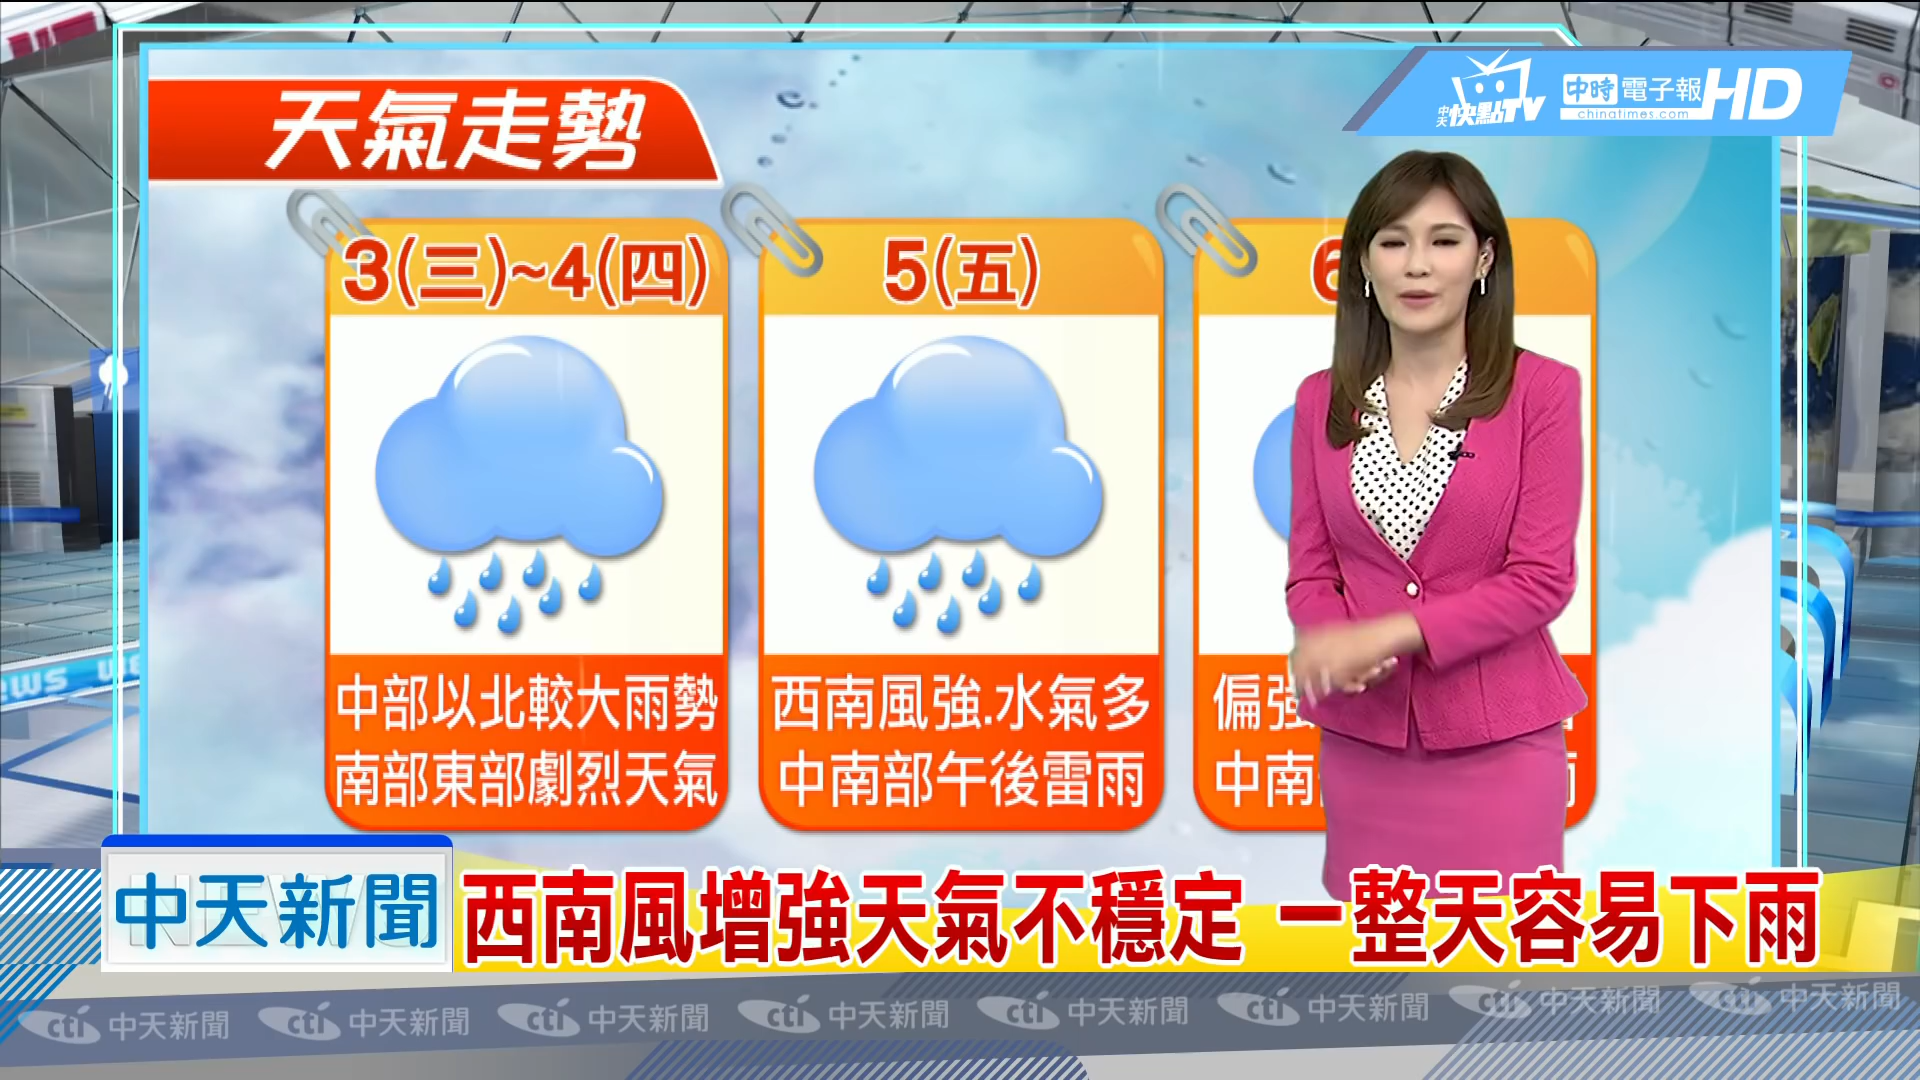 中天快點TV
中時電子報HD
chinatimes.com
天氣走勢
3(三)~4(四)
中部以北較大雨勢
南部東部劇烈天氣
5(五)
西南風強.水氣多
中南部午後雷雨
6
偏強
中南
雨
中天新聞
西南風增強天氣不穩定 一整天容易下雨
cti 中天新聞 cti 中天新聞 cti 中天新聞 cti 中天新聞 cti 中天新聞 cti 中天新聞 cti 中天新聞 cti 中天新聞